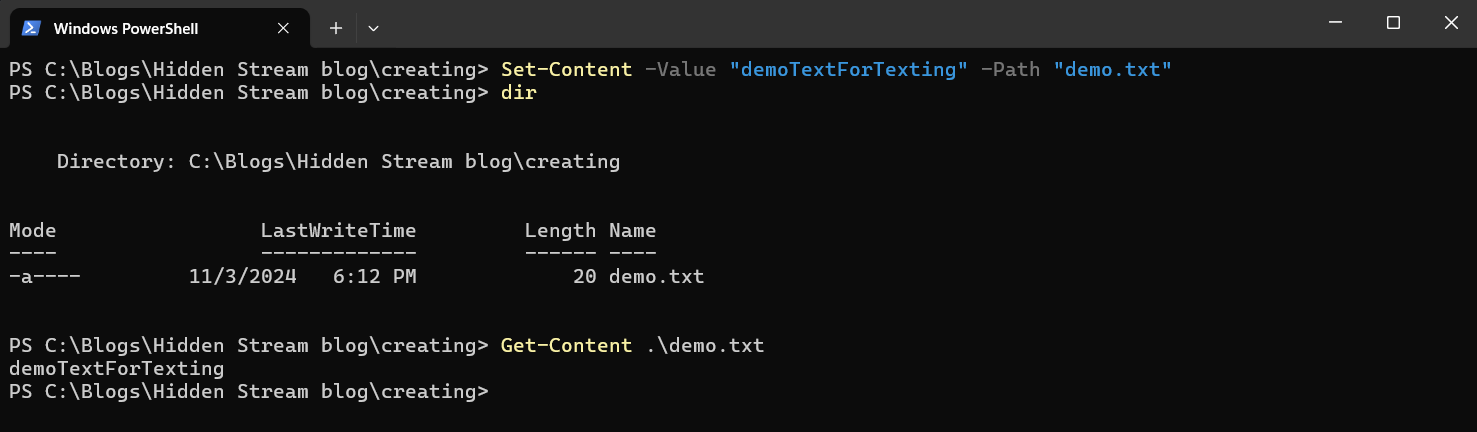 Windows PowerShell
PS C:\Blogs\Hidden Stream blog\creating> Set-Content -Value "demoTextForTexting" -Path "demo.txt"
PS C:\Blogs\Hidden Stream blog\creating> dir
Directory: C:\Blogs\Hidden Stream blog\creating
Mode                 LastWriteTime         Length Name
----                 -------------         ------ ----
-a----         11/3/2024   6:12 PM             20 demo.txt
PS C:\Blogs\Hidden Stream blog\creating> Get-Content .\demo.txt
demoTextForTexting
PS C:\Blogs\Hidden Stream blog\creating>